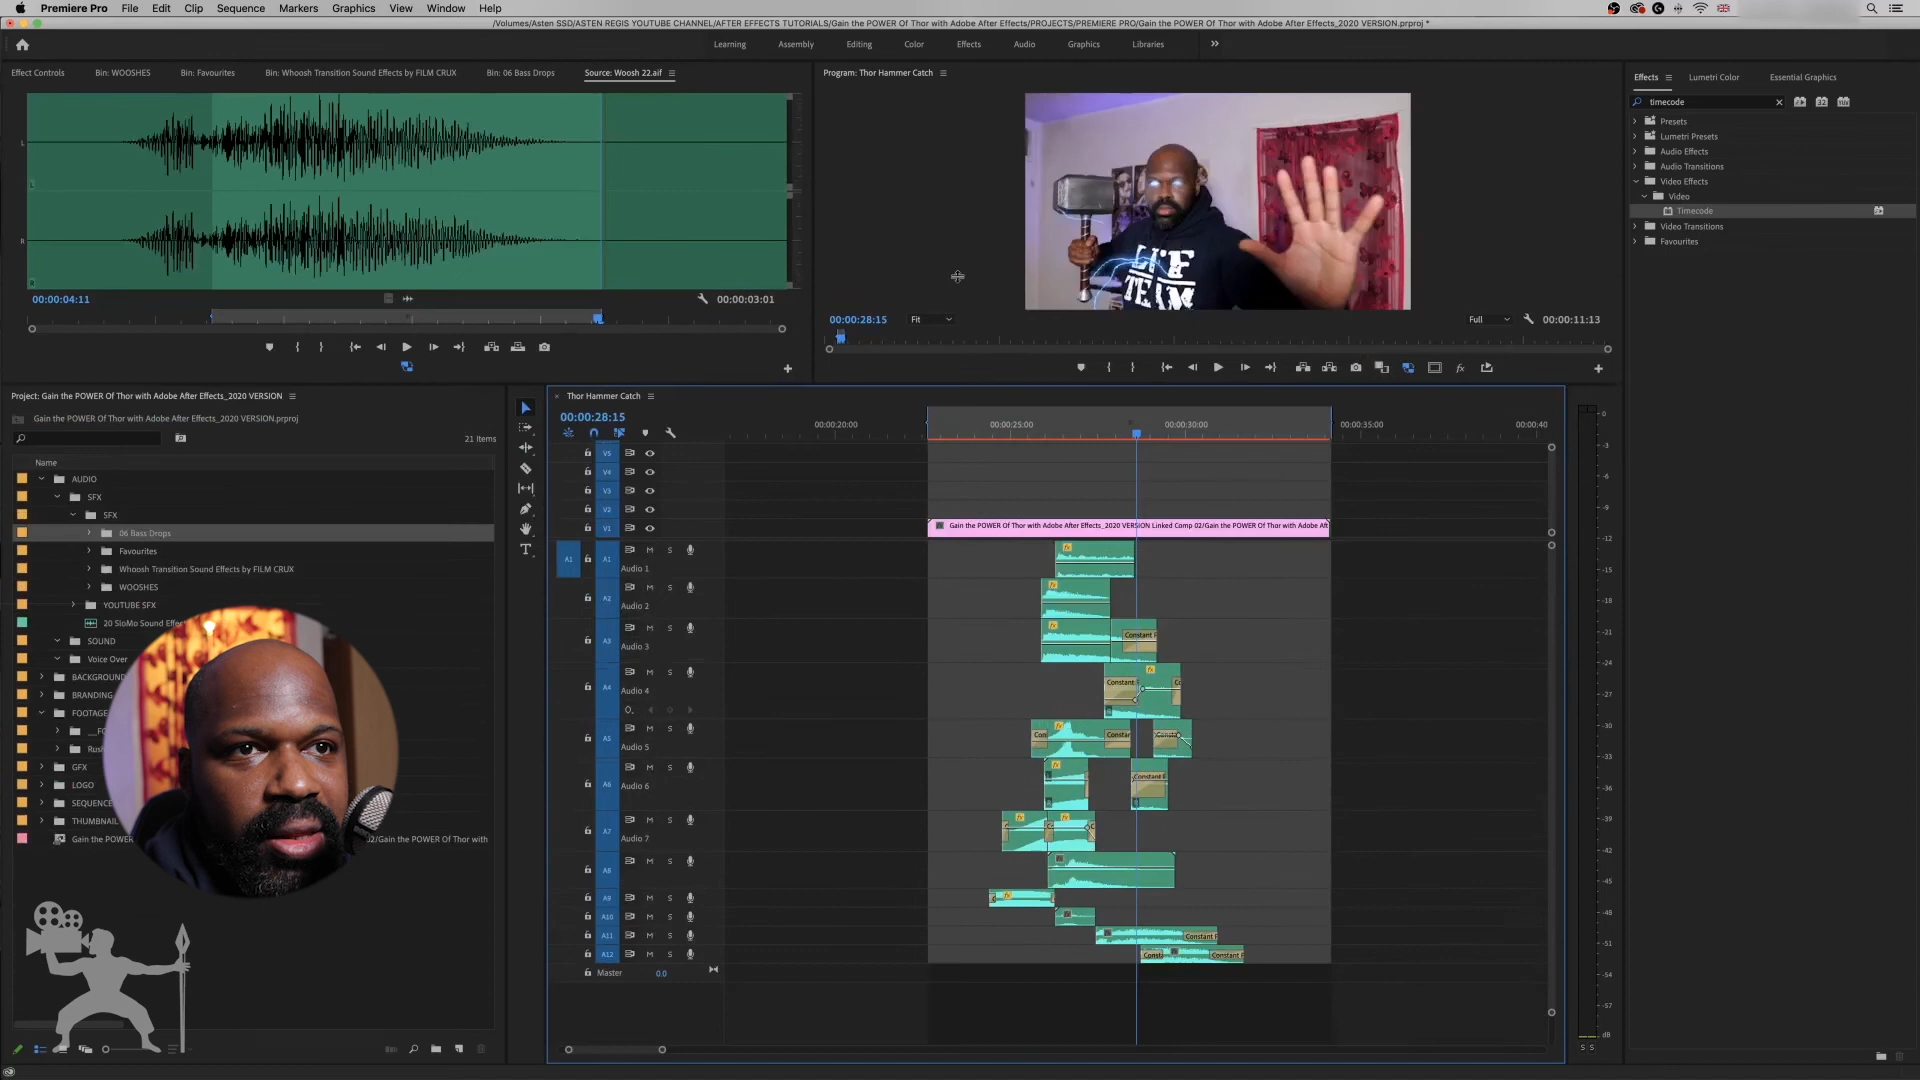 Premiere Pro File Edit Clip Sequence Markers Graphics View Window Help
/Volumes/Asten SSD/ASTEN REGIS YOUTUBE CHANNEL/AFTER EFFECTS TUTORIALS/Gain the POWER Of Thor with Adobe After Effects/PROJECTS/PREMIERE PRO/Gain the POWER Of Thor with Adobe After Effects_2020 VERSION.prproj *
Learning Assembly Editing Color Effects Audio Graphics Libraries
Effect Controls Bin: WOOSHES Bin: Favourites Bin: Whoosh Transition Sound Effects by FILM CRUX Bin: 06 Bass Drops Source: Woosh 22.aif
L
R
00:00:04:11 00:00:03:01
Program: Thor Hammer Catch
LIFE
TEAM
00:00:28:15 Fit Full 00:00:11:13
Effects Lumetri Color Essential Graphics
timecode
Presets
Lumetri Presets
Audio Effects
Audio Transitions
Video Effects
Video
Timecode
Video Transitions
Favourites
Project: Gain the POWER Of Thor with Adobe After Effects_2020 VERSION
Gain the POWER Of Thor with Adobe After Effects_2020 VERSION.prproj
21 Items
Name
AUDIO
SFX
SFX
06 Bass Drops
Favourites
Whoosh Transition Sound Effects by FILM CRUX
WOOSHES
YOUTUBE SFX
20 SloMo Sound Effec
SOUND
Voice Over
BACKGROUND
BRANDING
FOOTAGE
__FO
Rush
GFX
LOGO
SEQUENCE
THUMBNAIL
Gain the POWER 02/Gain the POWER Of Thor with
Thor Hammer Catch
00:00:28:15
00:00:20:00 00:00:25:00 00:00:30:00 00:00:35:00 00:00:40
V5
V4
V3
V2
V1 Gain the POWER Of Thor with Adobe After Effects_2020 VERSION Linked Comp 02/Gain the POWER Of Thor with Adobe Aft
A1 A1 M S Audio 1
A2 M S Audio 2
A3 M S Audio 3 Constant P
A4 M S Audio 4 Constant Co
A5 M S Audio 5 Con Constan Consta
A6 M S Audio 6 Constant P
A7 M S Audio 7
A8 M S
A9 M S
A10 M S
A11 M S Constant P
A12 M S Consta Constant P
Master 0.0
0
-3
-6
-9
-12
-15
-18
-21
-24
-27
-30
-33
-36
-39
-42
-45
-48
-51
-54
-57
dB
S S